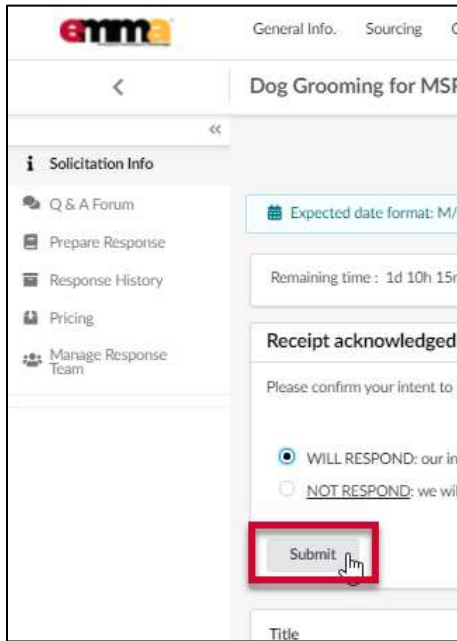 emma
General Info. Sourcing
Dog Grooming for MSP
Solicitation Info
Q & A Forum
Prepare Response
Response History
Pricing
Manage Response
Team
Expected date format: M/
Remaining time : 1d 10h 15m
Receipt acknowledged
Please confirm your intent to
WILL RESPOND: our in
NOT RESPOND: we wil
Submit
Title